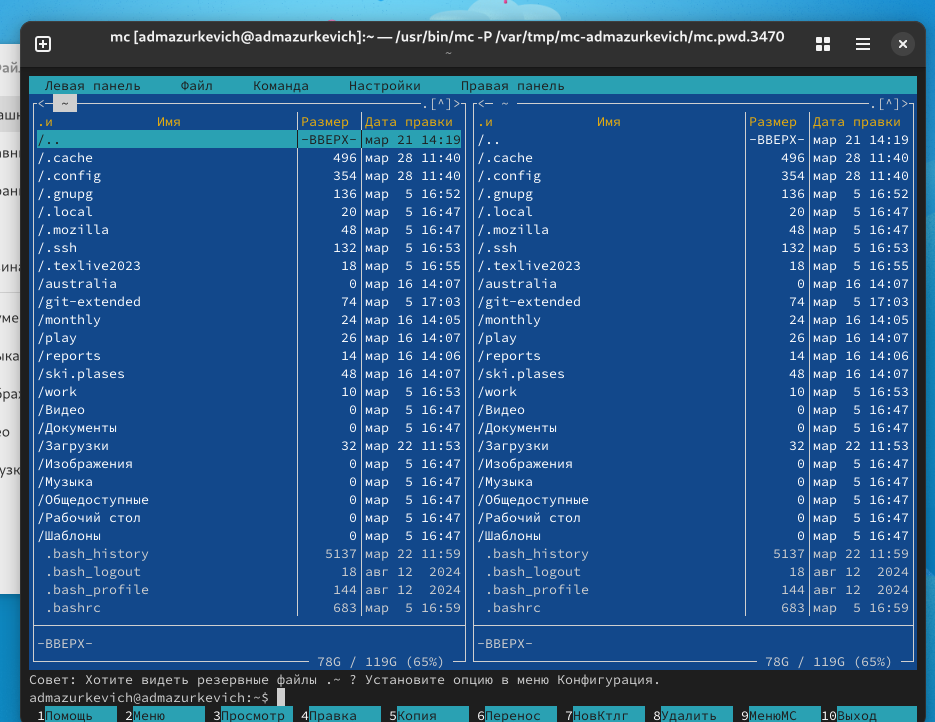 mc [admazurkevich@admazurkevich]:~ — /usr/bin/mc -P /var/tmp/mc-admazurkevich/mc.pwd.3470
~
Левая панель Файл Команда Настройки Правая панель
<─ ~ .[^]> <─ ~ .[^]>
.и Имя Размер Дата правки .и Имя Размер Дата правки
/.. -ВВЕРХ- мар 21 14:19 /.. -ВВЕРХ- мар 21 14:19
/.cache 496 мар 28 11:40 /.cache 496 мар 28 11:40
/.config 354 мар 28 11:40 /.config 354 мар 28 11:40
/.gnupg 136 мар 5 16:52 /.gnupg 136 мар 5 16:52
/.local 20 мар 5 16:47 /.local 20 мар 5 16:47
/.mozilla 48 мар 5 16:47 /.mozilla 48 мар 5 16:47
/.ssh 132 мар 5 16:53 /.ssh 132 мар 5 16:53
/.texlive2023 18 мар 5 16:55 /.texlive2023 18 мар 5 16:55
/australia 0 мар 16 14:07 /australia 0 мар 16 14:07
/git-extended 74 мар 5 17:03 /git-extended 74 мар 5 17:03
/monthly 24 мар 16 14:05 /monthly 24 мар 16 14:05
/play 26 мар 16 14:07 /play 26 мар 16 14:07
/reports 14 мар 16 14:06 /reports 14 мар 16 14:06
/ski.plases 48 мар 16 14:07 /ski.plases 48 мар 16 14:07
/work 10 мар 5 16:53 /work 10 мар 5 16:53
/Видео 0 мар 5 16:47 /Видео 0 мар 5 16:47
/Документы 0 мар 5 16:47 /Документы 0 мар 5 16:47
/Загрузки 32 мар 22 11:53 /Загрузки 32 мар 22 11:53
/Изображения 0 мар 5 16:47 /Изображения 0 мар 5 16:47
/Музыка 0 мар 5 16:47 /Музыка 0 мар 5 16:47
/Общедоступные 0 мар 5 16:47 /Общедоступные 0 мар 5 16:47
/Рабочий стол 0 мар 5 16:47 /Рабочий стол 0 мар 5 16:47
/Шаблоны 0 мар 5 16:47 /Шаблоны 0 мар 5 16:47
.bash_history 5137 мар 22 11:59 .bash_history 5137 мар 22 11:59
.bash_logout 18 авг 12 2024 .bash_logout 18 авг 12 2024
.bash_profile 144 авг 12 2024 .bash_profile 144 авг 12 2024
.bashrc 683 мар 5 16:59 .bashrc 683 мар 5 16:59
-ВВЕРХ- -ВВЕРХ-
78G / 119G (65%) 78G / 119G (65%)
Совет: Хотите видеть резервные файлы .~ ? Установите опцию в меню Конфигурация.
admazurkevich@admazurkevich:~$
1Помощь 2Меню 3Просмотр 4Правка 5Копия 6Перенос 7НовКтлг 8Удалить 9МенюМС 10Выход